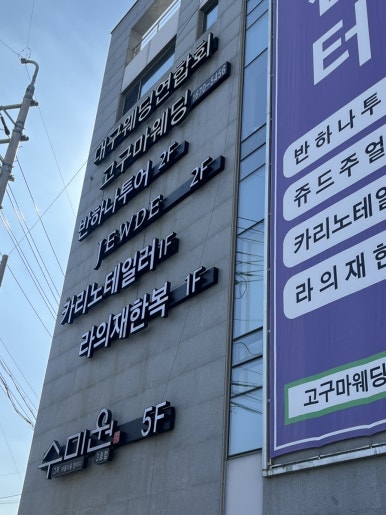 대구웨딩연합회
고구마웨딩
반하나투어 2F
JEWDE 2F
카리노테일러 1F
라의재한복 1F
수미원 5F
터
반하나투
쥬드주얼
카리노테일
라의재한
고구마웨딩